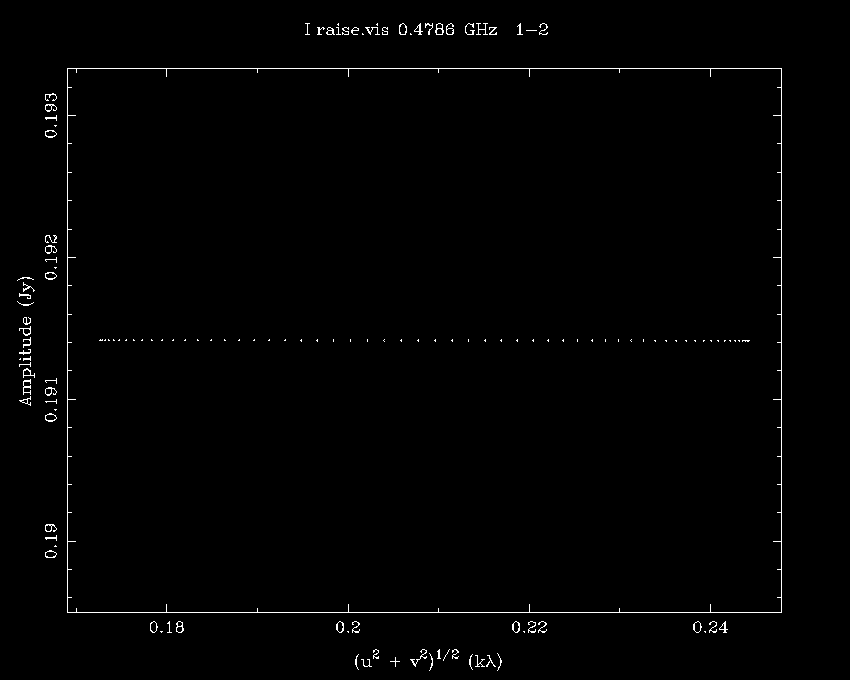 I raise.vis 0.4786 GHz 1-2
0.193
0.192
0.191
0.19
Amplitude (Jy)
0.18 0.2 0.22 0.24
(u² + v²)¹/² (kλ)